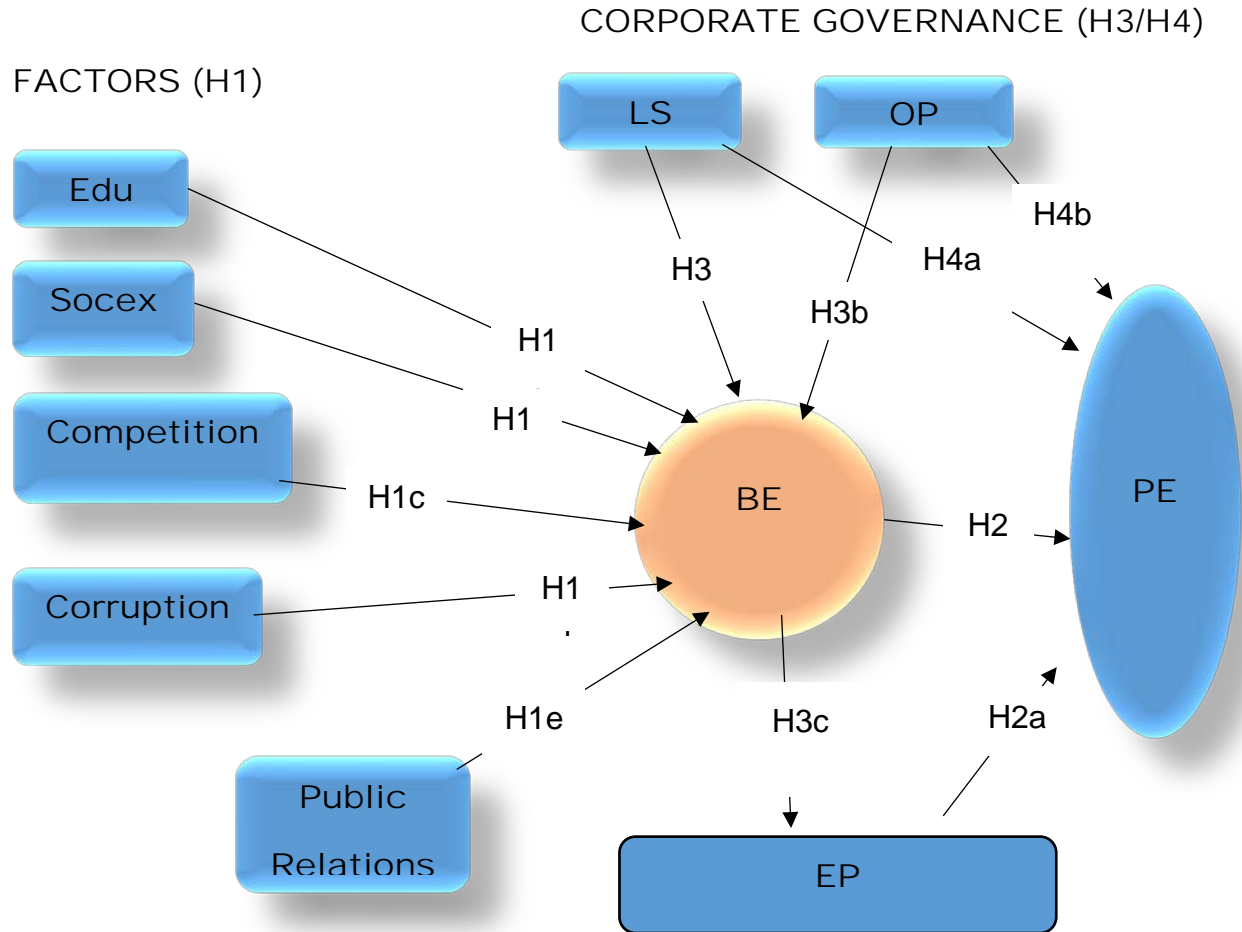 CORPORATE GOVERNANCE (H3/H4)
FACTORS (H1)
LS
OP
Edu
H4b
H4a
H3
Socex
H3b
H1
H1
Competition
H1c
BE
PE
H2
H1
Corruption
H1e
H3c
H2a
Public
Relations
EP